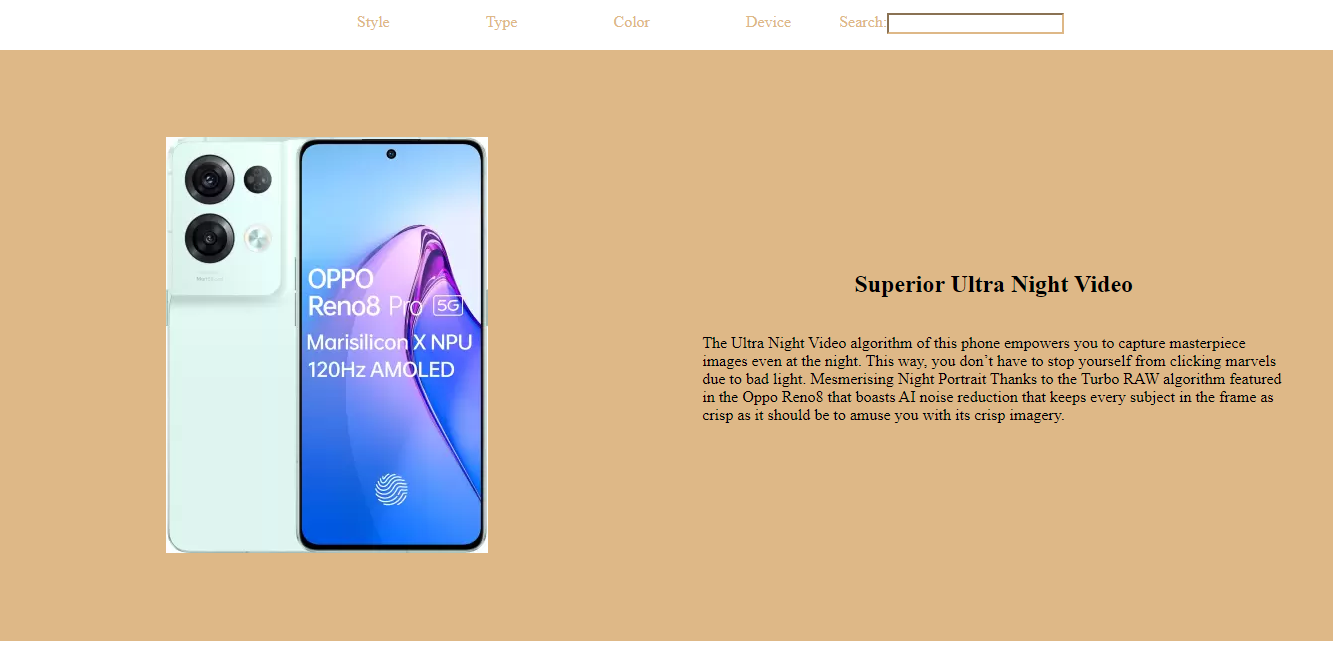 Style Type Color Device Search:
OPPO
Reno8 Pro 5G
Marisilicon X NPU
120Hz AMOLED
Superior Ultra Night Video
The Ultra Night Video algorithm of this phone empowers you to capture masterpiece
images even at the night. This way, you don’t have to stop yourself from clicking marvels
due to bad light. Mesmerising Night Portrait Thanks to the Turbo RAW algorithm featured
in the Oppo Reno8 that boasts AI noise reduction that keeps every subject in the frame as
crisp as it should be to amuse you with its crisp imagery.